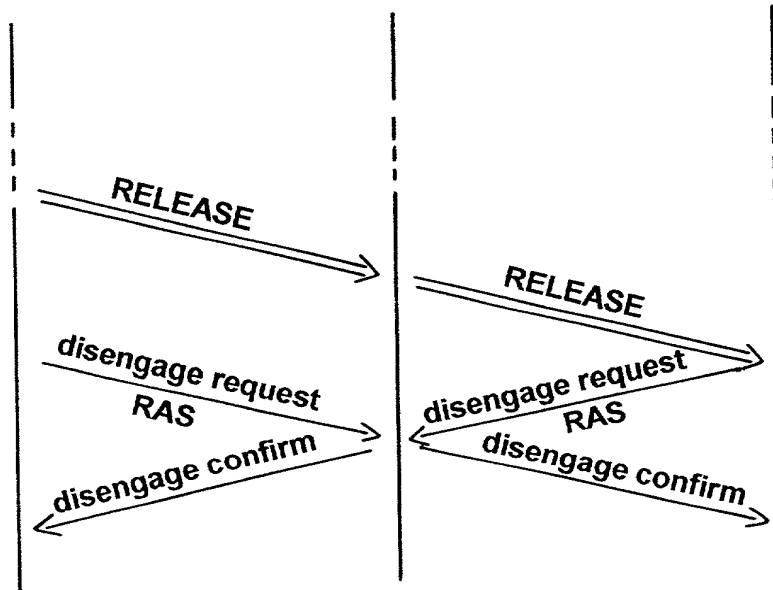 RELEASE
RELEASE
disengage request
RAS
disengage confirm
disengage request
RAS
disengage confirm